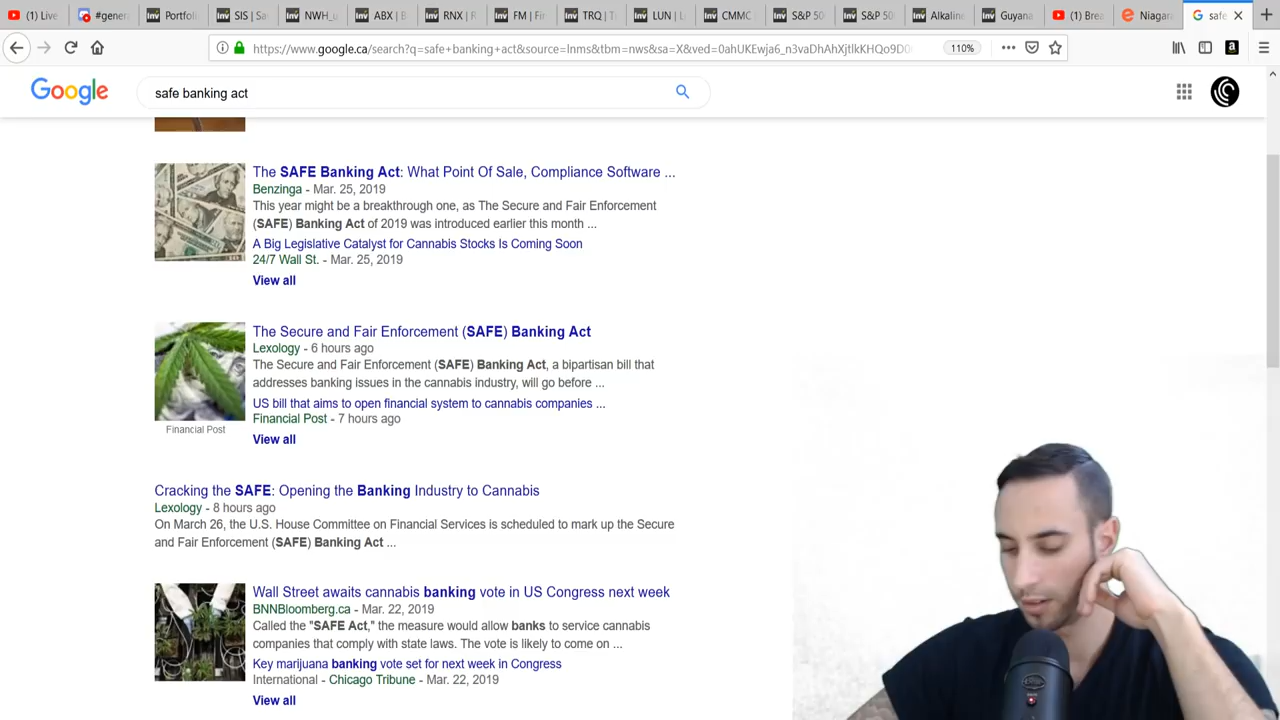 (1) Live
#genera
Portfoli
SIS | Sa
NWH_u
ABX | B
RNX | R
FM | Fir
TRQ | T
LUN | L
CMMC
S&P 500
S&P 50
Alkaline
Guyana
(1) Brea
Niagara
safe
https://www.google.ca/search?q=safe+banking+act&source=lnms&tbm=nws&sa=X&ved=0ahUKEwja6_n3vaDhAhXjtlkKHQo9D0
110%
Google
safe banking act
The SAFE Banking Act: What Point Of Sale, Compliance Software ...
Benzinga - Mar. 25, 2019
This year might be a breakthrough one, as The Secure and Fair Enforcement
(SAFE) Banking Act of 2019 was introduced earlier this month ...
A Big Legislative Catalyst for Cannabis Stocks Is Coming Soon
24/7 Wall St. - Mar. 25, 2019
View all
The Secure and Fair Enforcement (SAFE) Banking Act
Lexology - 6 hours ago
The Secure and Fair Enforcement (SAFE) Banking Act, a bipartisan bill that
addresses banking issues in the cannabis industry, will go before ...
US bill that aims to open financial system to cannabis companies ...
Financial Post - 7 hours ago
Financial Post
View all
Cracking the SAFE: Opening the Banking Industry to Cannabis
Lexology - 8 hours ago
On March 26, the U.S. House Committee on Financial Services is scheduled to mark up the Secure
and Fair Enforcement (SAFE) Banking Act ...
Wall Street awaits cannabis banking vote in US Congress next week
BNNBloomberg.ca - Mar. 22, 2019
Called the "SAFE Act," the measure would allow banks to service cannabis
companies that comply with state laws. The vote is likely to come on ...
Key marijuana banking vote set for next week in Congress
International - Chicago Tribune - Mar. 22, 2019
View all